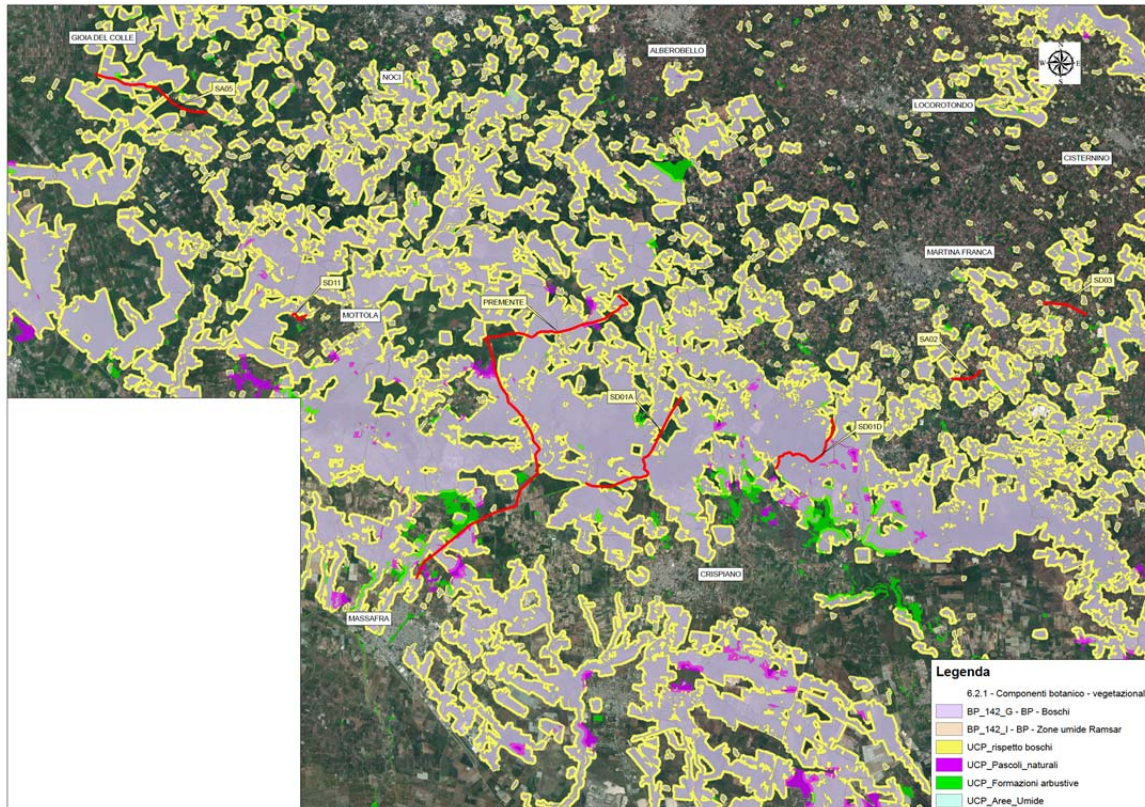 GIOIA DEL COLLE
ALBEROBELLO
N
W E
S
NOCI
SA05
LOCOROTONDO
CISTERNINO
MARTINA FRANCA
SD11
PREMENTE
SD03
MOTTOLA
SA02
SD01A
SD01D
CRISPIANO
MASSAFRA
Legenda
6.2.1 - Componenti botanico - vegetazional
BP_142_G - BP - Boschi
BP_142_I - BP - Zone umide Ramsar
UCP_rispetto boschi
UCP_Pascoli_naturali
UCP_Formazioni arbustive
UCP_Aree_Umide